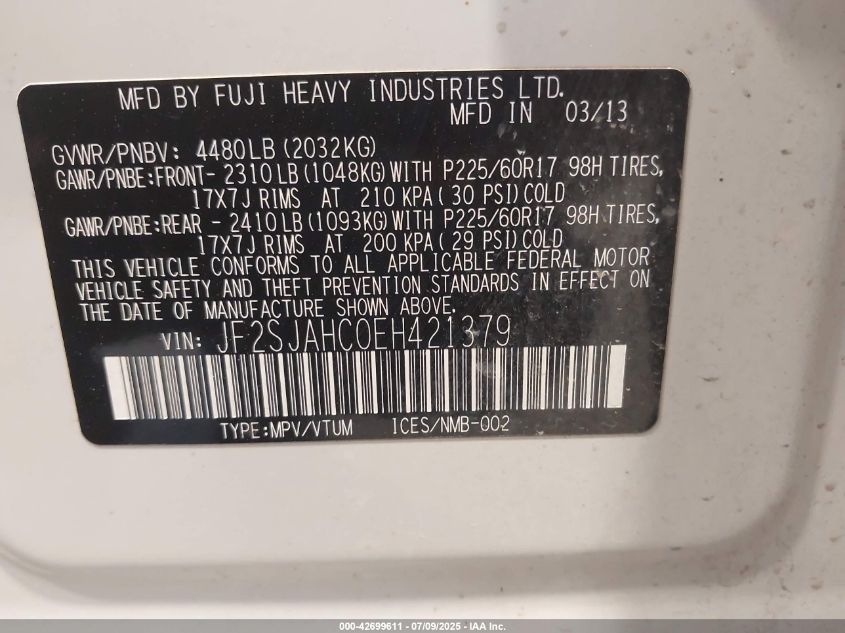 MFD BY FUJI HEAVY INDUSTRIES LTD.
MFD IN 03/13
GVWR/PNBV: 4480LB(2032KG)
GAWR/PNBE:FRONT- 2310LB(1048KG)WITH P225/60R17 98H TIRES,
17X7J RIMS AT 210 KPA( 30 PSI)COLD
GAWR/PNBE:REAR - 2410LB(1093KG)WITH P225/60R17 98H TIRES,
17X7J RIMS AT 200 KPA( 29 PSI)COLD
THIS VEHICLE CONFORMS TO ALL APPLICABLE FEDERAL MOTOR
VEHICLE SAFETY AND THEFT PREVENTION STANDARDS IN EFFECT ON
THE DATE OF MANUFACTURE SHOWN ABOVE.
VIN: JF2SJAHC0EH421379
TYPE:MPV/VTUM ICES/NMB-002
000-42699611 - 07/09/2025 - IAA Inc.